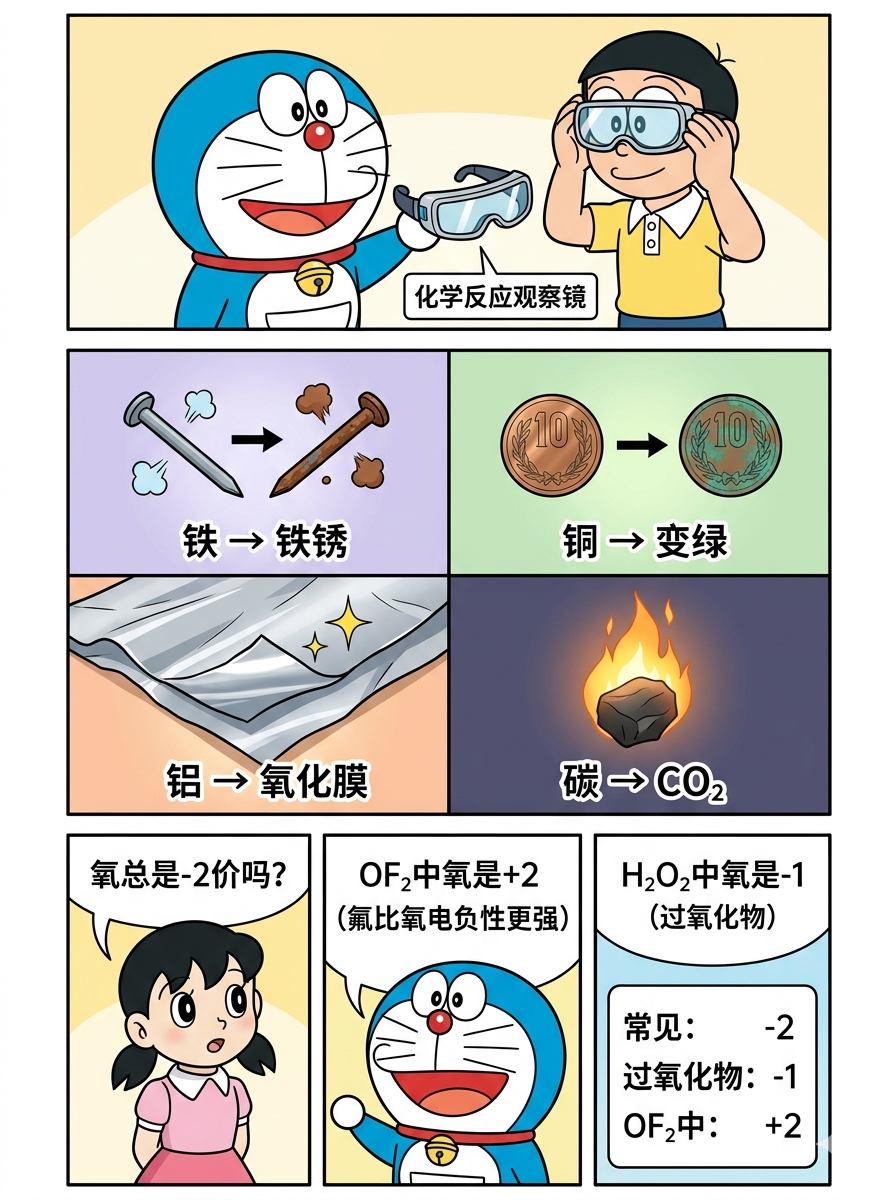 化学反应观察镜
铁 → 铁锈
10
10
铜 → 变绿
铝 → 氧化膜
碳 → CO₂
氧总是-2价吗?
OF₂中氧是+2
(氟比氧电负性更强)
H₂O₂中氧是-1
(过氧化物)
常见: -2
过氧化物: -1
OF₂中: +2